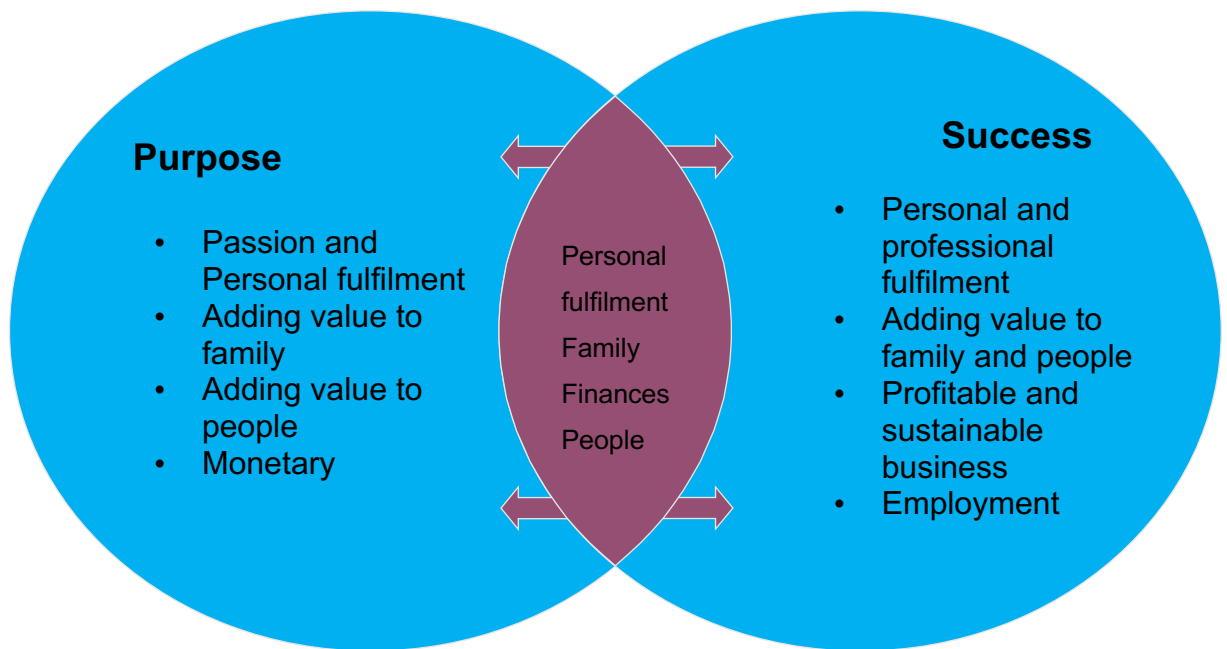 Purpose
• Passion and
Personal fulfilment
• Adding value to
family
• Adding value to
people
• Monetary
Personal
fulfilment
Family
Finances
People
Success
• Personal and
professional
fulfilment
• Adding value to
family and people
• Profitable and
sustainable
business
• Employment